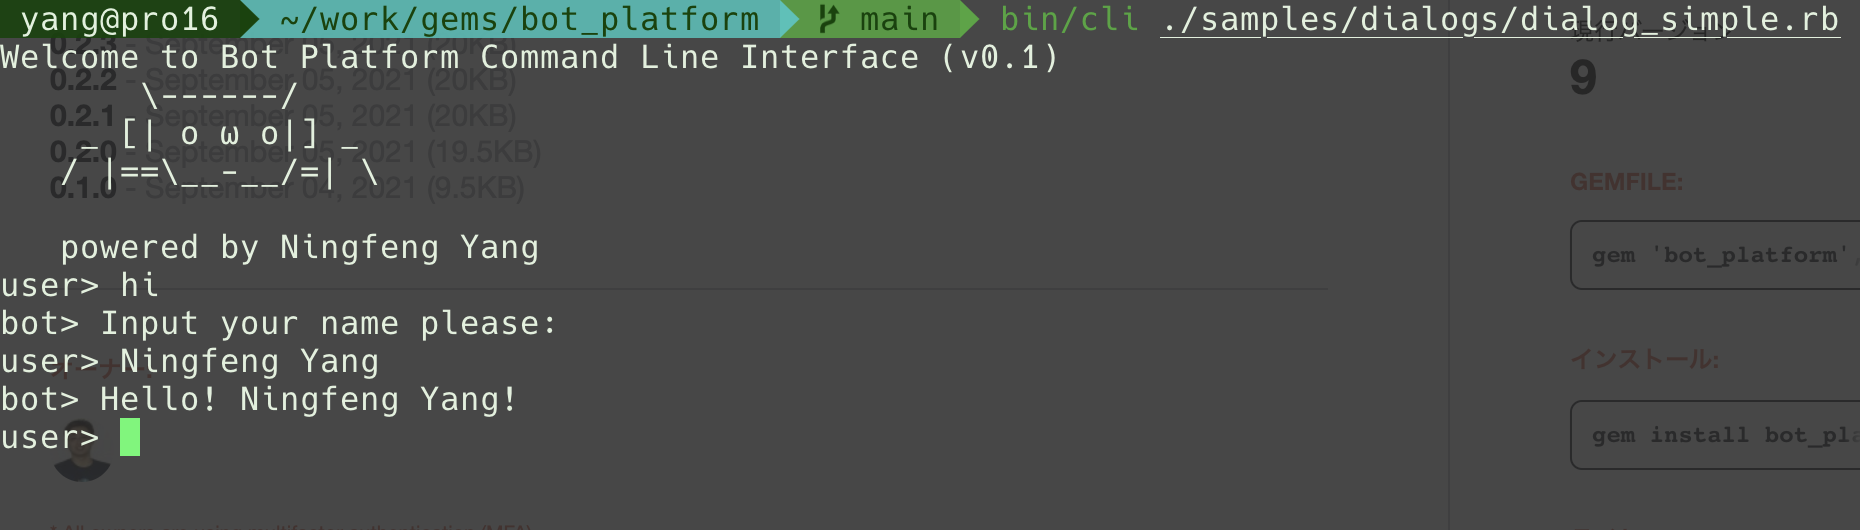 yang@pro16 ~/work/gems/bot_platform main bin/cli ./samples/dialogs/dialog_simple.rb
Welcome to Bot Platform Command Line Interface (v0.1)
\------/
_ [| o ω o|] _
/ |==\__-__/=| \
powered by Ningfeng Yang
user> hi
bot> Input your name please:
user> Ningfeng Yang
bot> Hello! Ningfeng Yang!
user>
0.2.3 - September
0.2.2 - September 05, 2021 (20KB)
0.2.1 - September 05, 2021 (20KB)
0.2.0 - September 05, 2021 (19.5KB)
0.1.0 - September 04, 2021 (9.5KB)
9
GEMFILE:
gem 'bot_platform',
インストール:
gem install bot_pla